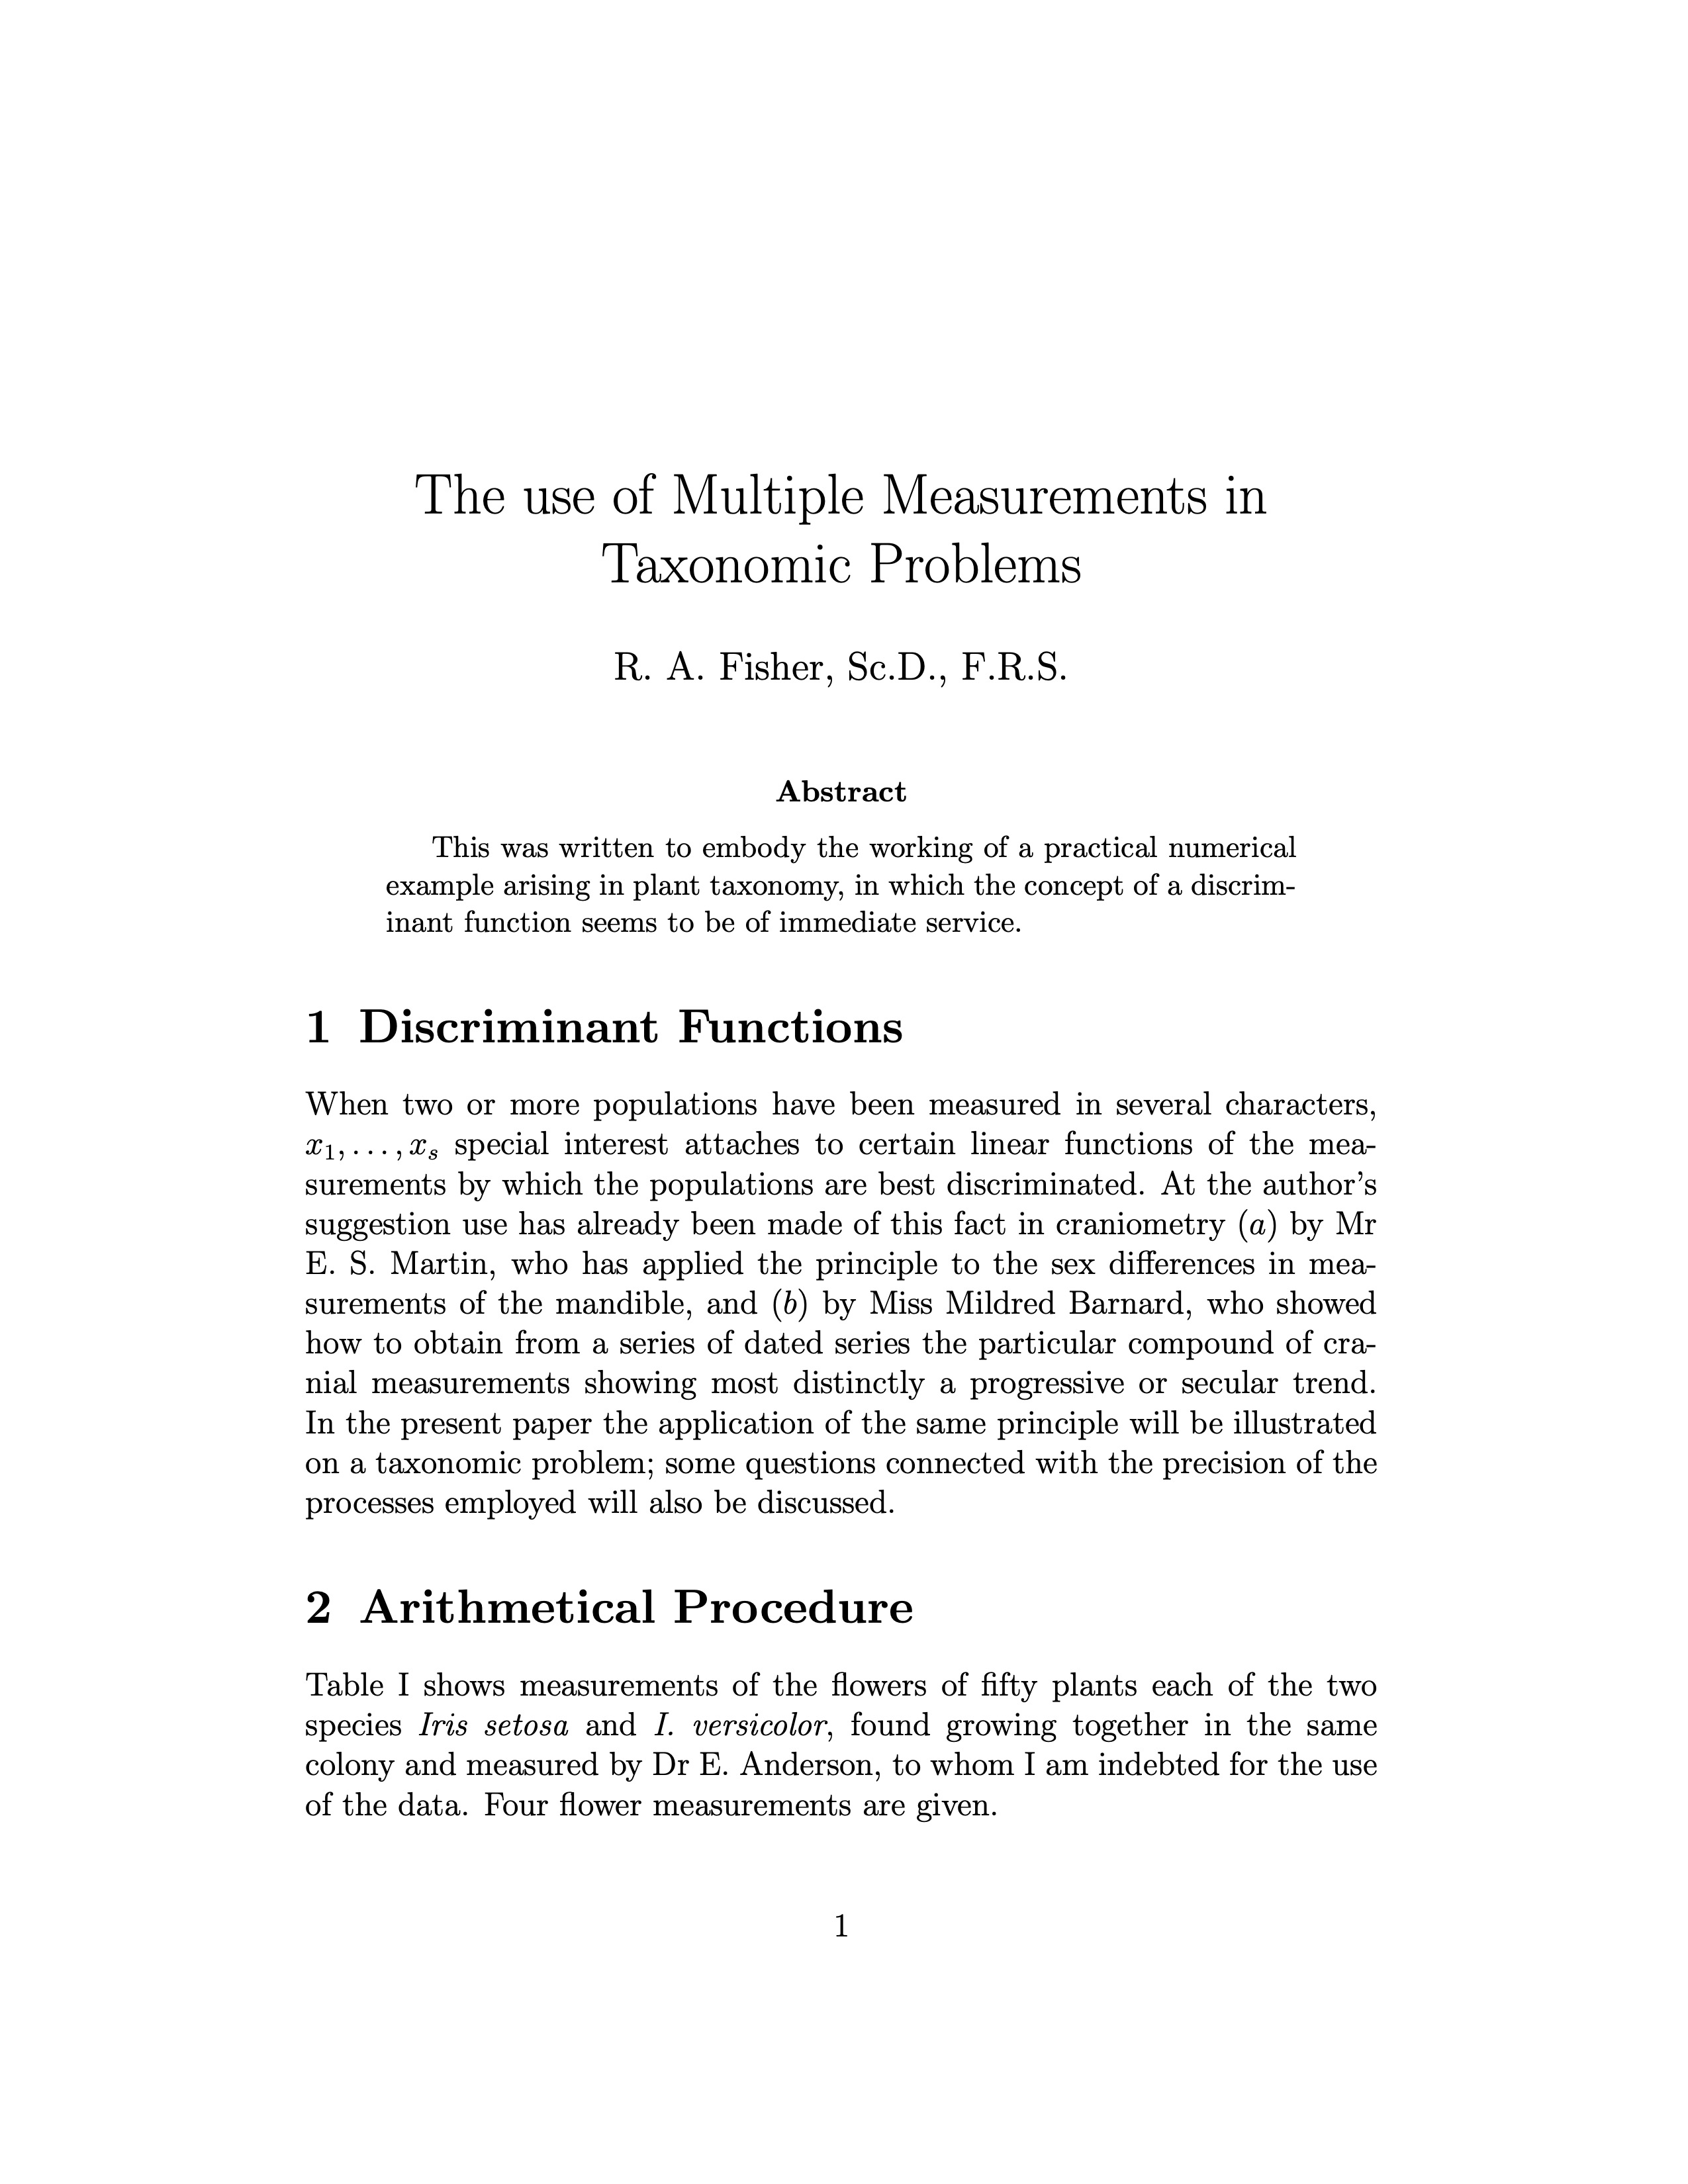 The use of Multiple Measurements in
Taxonomic Problems
R. A. Fisher, Sc.D., F.R.S.
Abstract
This was written to embody the working of a practical numerical
example arising in plant taxonomy, in which the concept of a discrim-
inant function seems to be of immediate service.
1 Discriminant Functions
When two or more populations have been measured in several characters,
x₁, . . . , xₛ special interest attaches to certain linear functions of the mea-
surements by which the populations are best discriminated. At the author's
suggestion use has already been made of this fact in craniometry (a) by Mr
E. S. Martin, who has applied the principle to the sex differences in mea-
surements of the mandible, and (b) by Miss Mildred Barnard, who showed
how to obtain from a series of dated series the particular compound of cra-
nial measurements showing most distinctly a progressive or secular trend.
In the present paper the application of the same principle will be illustrated
on a taxonomic problem; some questions connected with the precision of the
processes employed will also be discussed.
2 Arithmetical Procedure
Table I shows measurements of the flowers of fifty plants each of the two
species Iris setosa and I. versicolor, found growing together in the same
colony and measured by Dr E. Anderson, to whom I am indebted for the use
of the data. Four flower measurements are given.
1